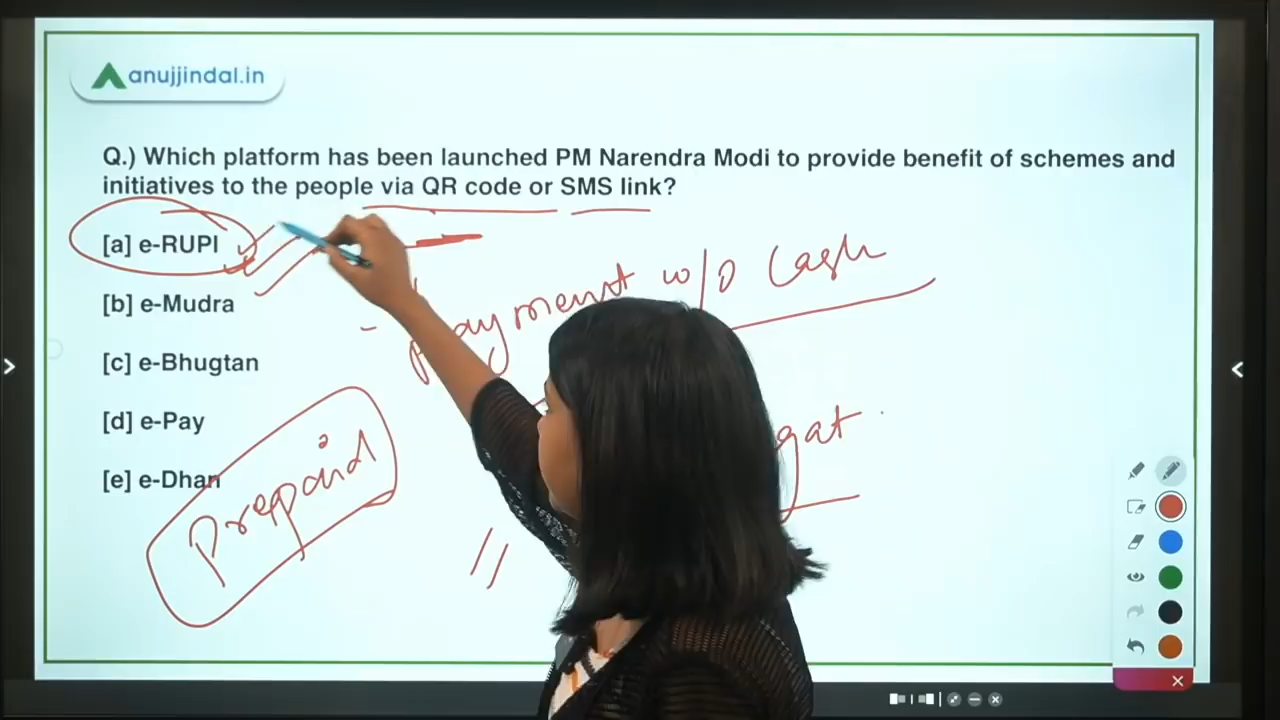 anujjindal.in
Q.) Which platform has been launched PM Narendra Modi to provide benefit of schemes and
initiatives to the people via QR code or SMS link?
[a] e-RUPI
[b] e-Mudra
[c] e-Bhugtan
[d] e-Pay
[e] e-Dhan
Payment w/o Cash
gat
Prepaid